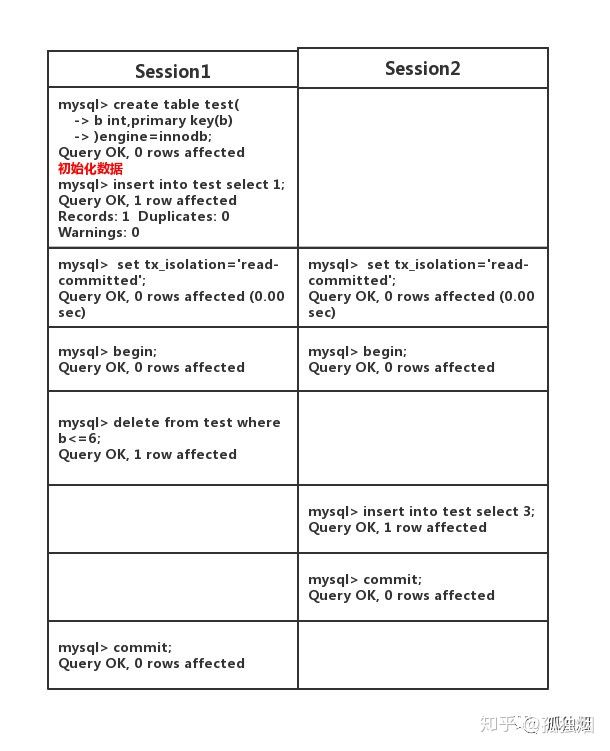 Session1
Session2
mysql> create table test(
-> b int,primary key(b)
-> )engine=innodb;
Query OK, 0 rows affected
初始化数据
mysql> insert into test select 1;
Query OK, 1 row affected
Records: 1  Duplicates: 0
Warnings: 0
mysql>  set tx_isolation='read-
committed';
Query OK, 0 rows affected (0.00
sec)
mysql>  set tx_isolation='read-
committed';
Query OK, 0 rows affected (0.00
sec)
mysql> begin;
Query OK, 0 rows affected
mysql> begin;
Query OK, 0 rows affected
mysql> delete from test where
b<=6;
Query OK, 1 row affected
mysql> insert into test select 3;
Query OK, 1 row affected
mysql> commit;
Query OK, 0 rows affected
mysql> commit;
Query OK, 0 rows affected
知乎 @孤独烟